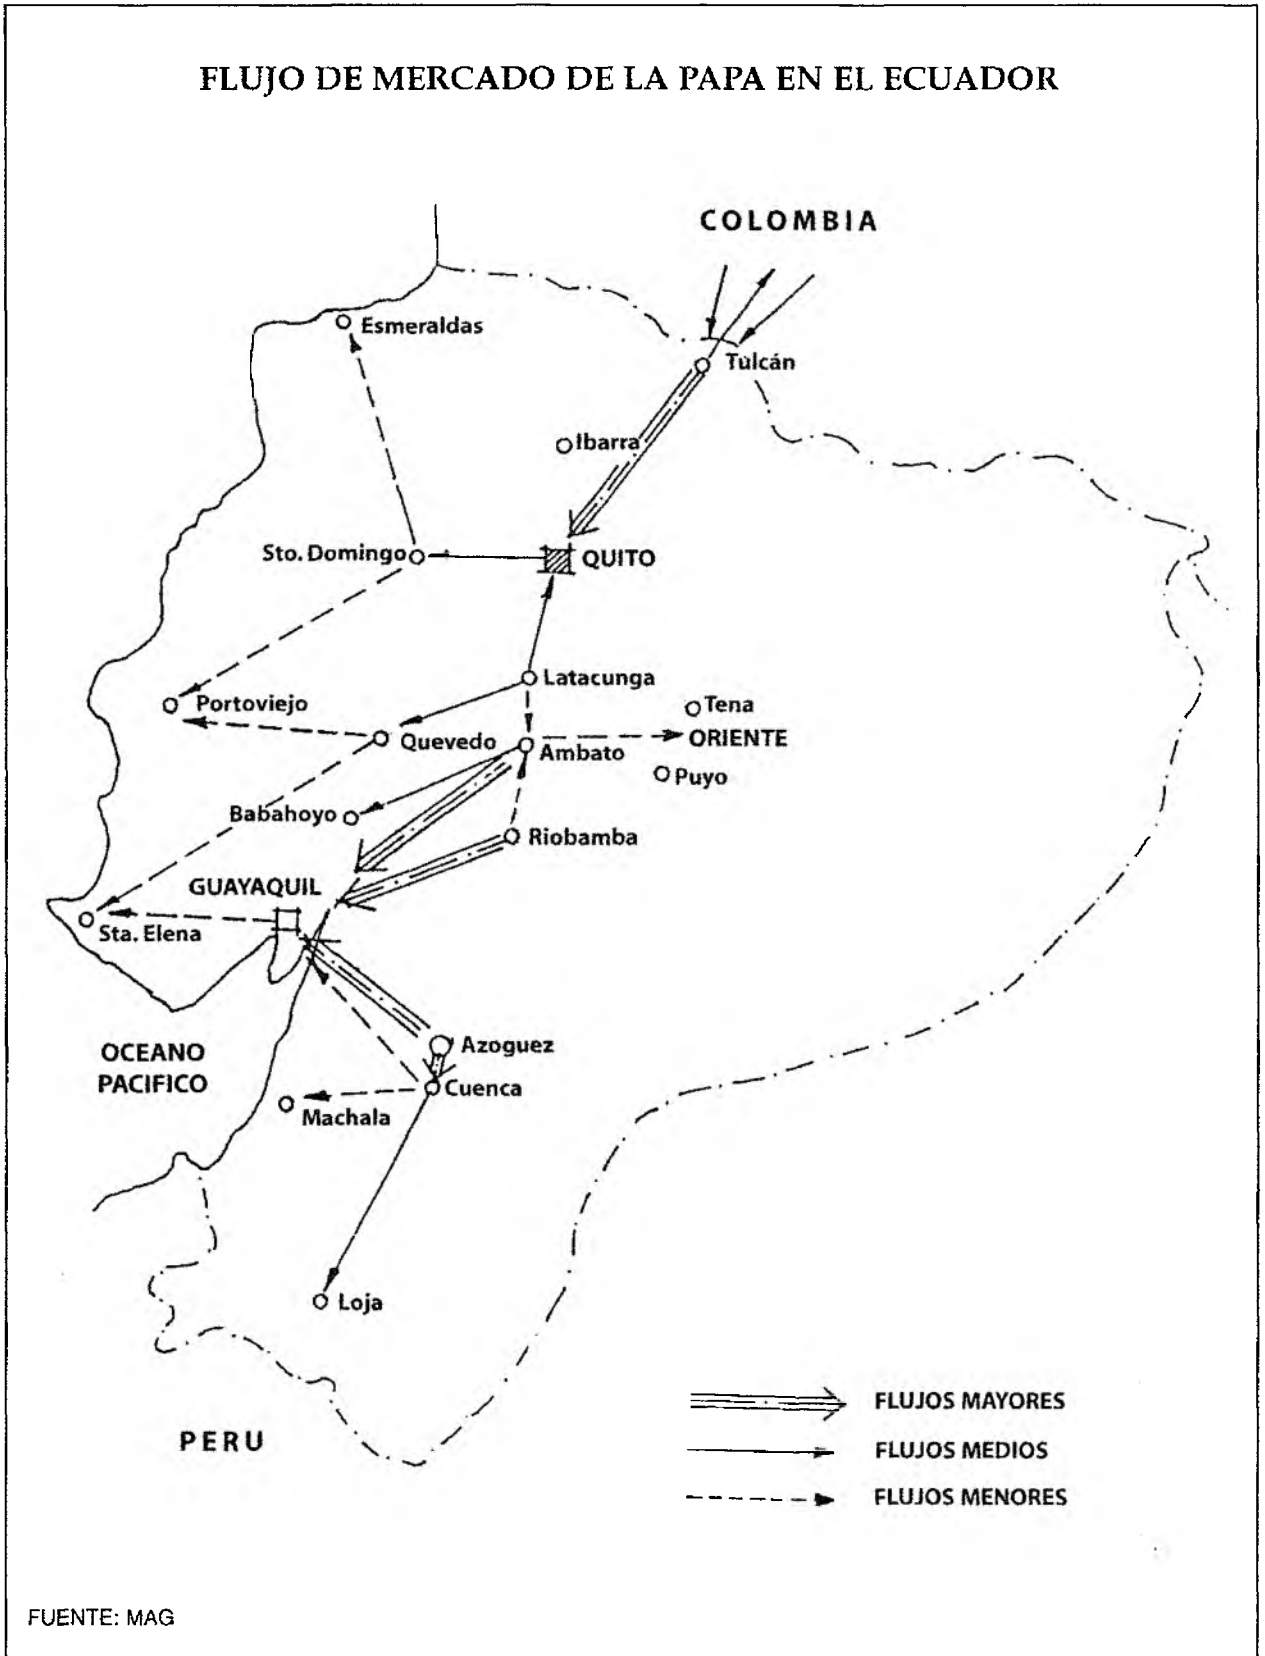 FLUJO DE MERCADO DE LA PAPA EN EL ECUADOR
COLOMBIA
Esmeraldas
Tulcán
Ibarra
Sto. Domingo
QUITO
Latacunga
Tena
Portoviejo
Quevedo
ORIENTE
Ambato
Puyo
Babahoyo
Riobamba
GUAYAQUIL
Sta. Elena
Azoguez
OCEANO
PACIFICO
Cuenca
Machala
Loja
PERU
FLUJOS MAYORES
FLUJOS MEDIOS
FLUJOS MENORES
FUENTE: MAG